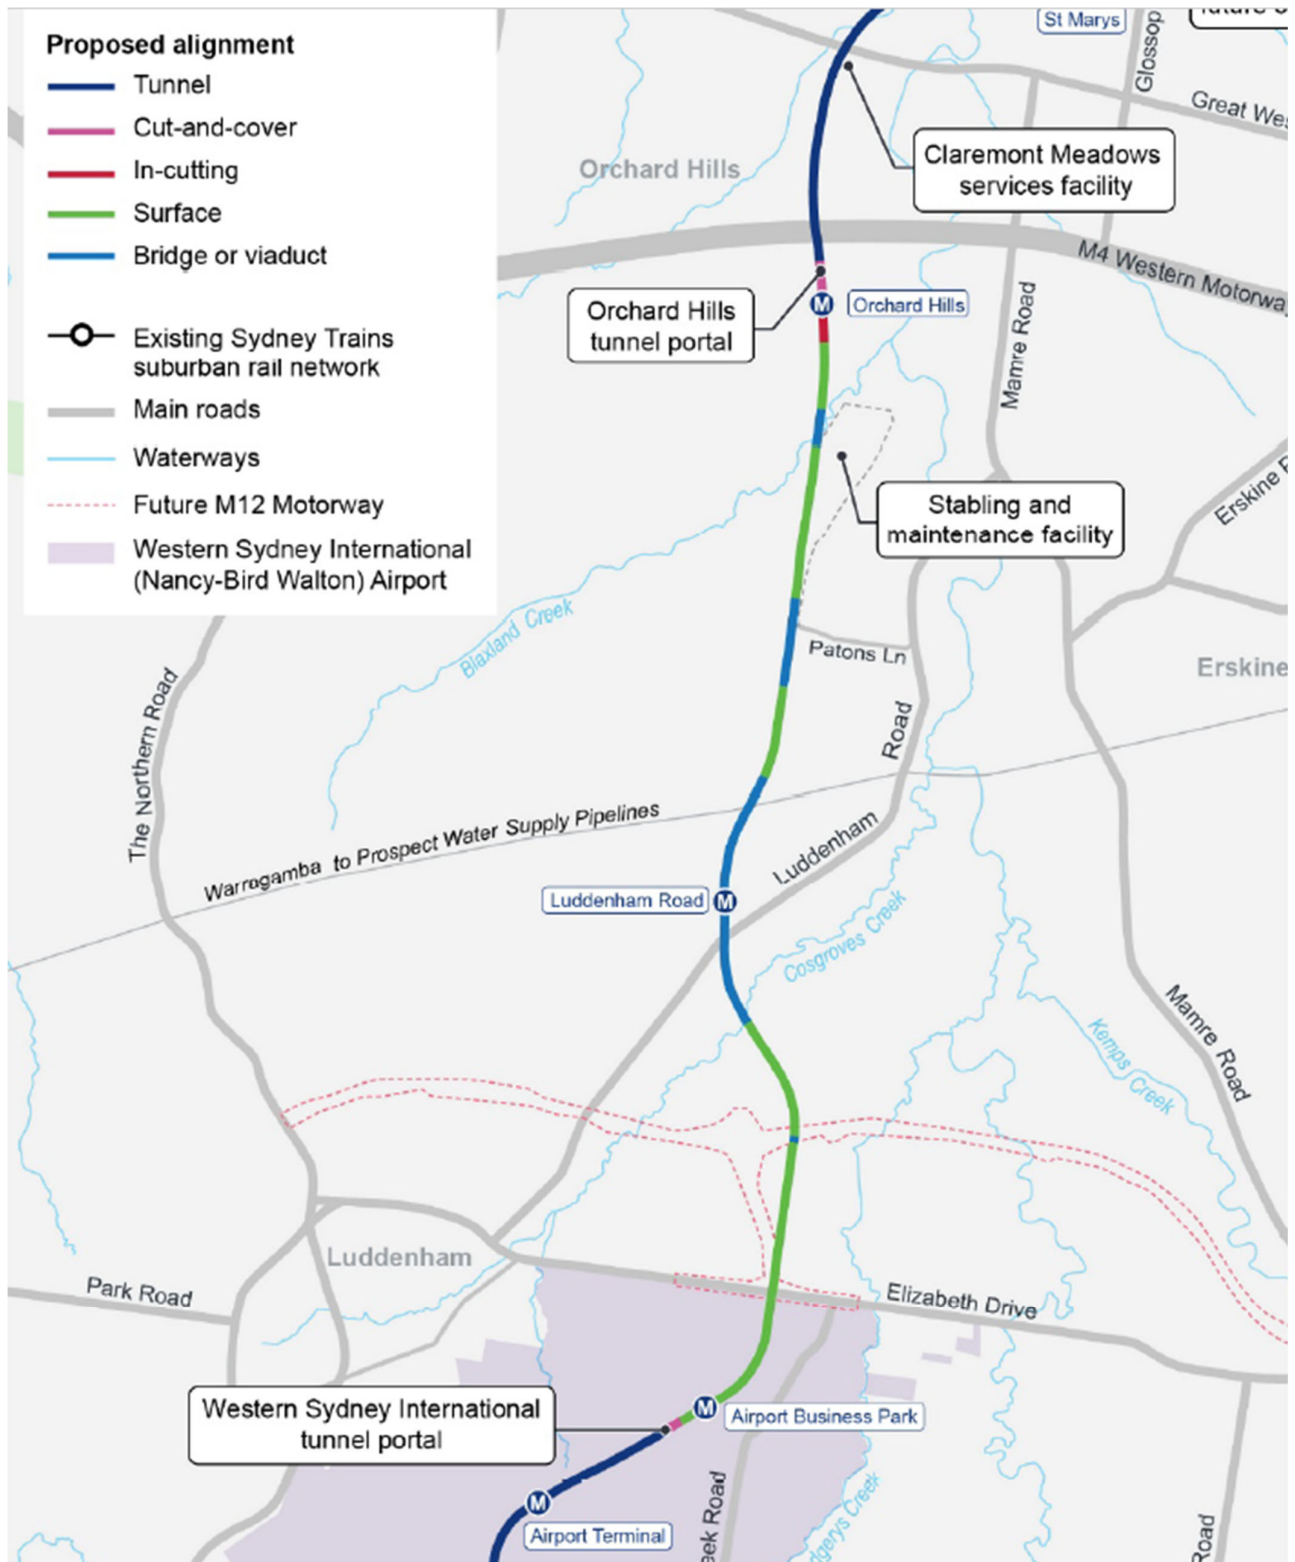 Proposed alignment
Tunnel
Cut-and-cover
In-cutting
Surface
Bridge or viaduct
Existing Sydney Trains
suburban rail network
Main roads
Waterways
Future M12 Motorway
Western Sydney International
(Nancy-Bird Walton) Airport
St Marys
Glossop
Great Wes
Orchard Hills
Claremont Meadows
services facility
M4 Western Motorwa
Orchard Hills
tunnel portal
M
Orchard Hills
Mamre Road
Stabling and
maintenance facility
Erskine
Blaxland Creek
Patons Ln
Erskine
The Northern Road
Road
Warragamba to Prospect Water Supply Pipelines
Luddenham
Luddenham Road
M
Cosgroves Creek
Mamre Road
Kemps Creek
Luddenham
Park Road
Elizabeth Drive
Western Sydney International
tunnel portal
M
Airport Business Park
M
Airport Terminal
eek Road
dgerys Creek
Road